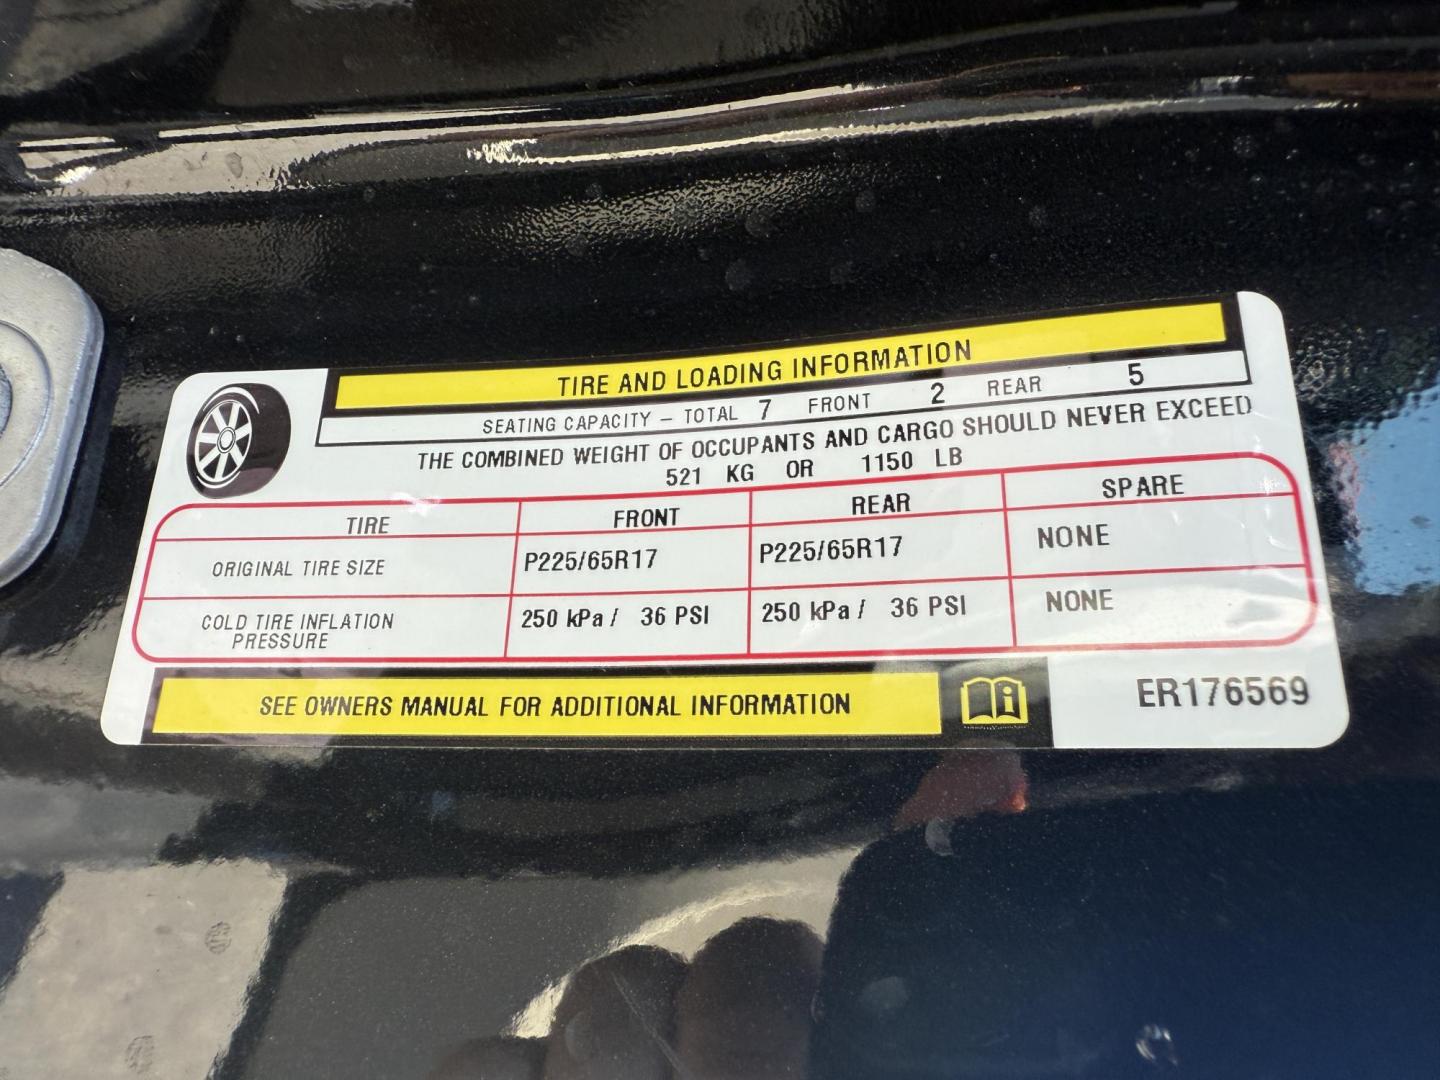 TIRE AND LOADING INFORMATION
SEATING CAPACITY – TOTAL 7 FRONT 2 REAR 5
THE COMBINED WEIGHT OF OCCUPANTS AND CARGO SHOULD NEVER EXCEED
521 KG OR 1150 LB
TIRE FRONT REAR SPARE
ORIGINAL TIRE SIZE P225/65R17 P225/65R17 NONE
COLD TIRE INFLATION PRESSURE 250 kPa / 36 PSI 250 kPa / 36 PSI NONE
SEE OWNERS MANUAL FOR ADDITIONAL INFORMATION i ER176569